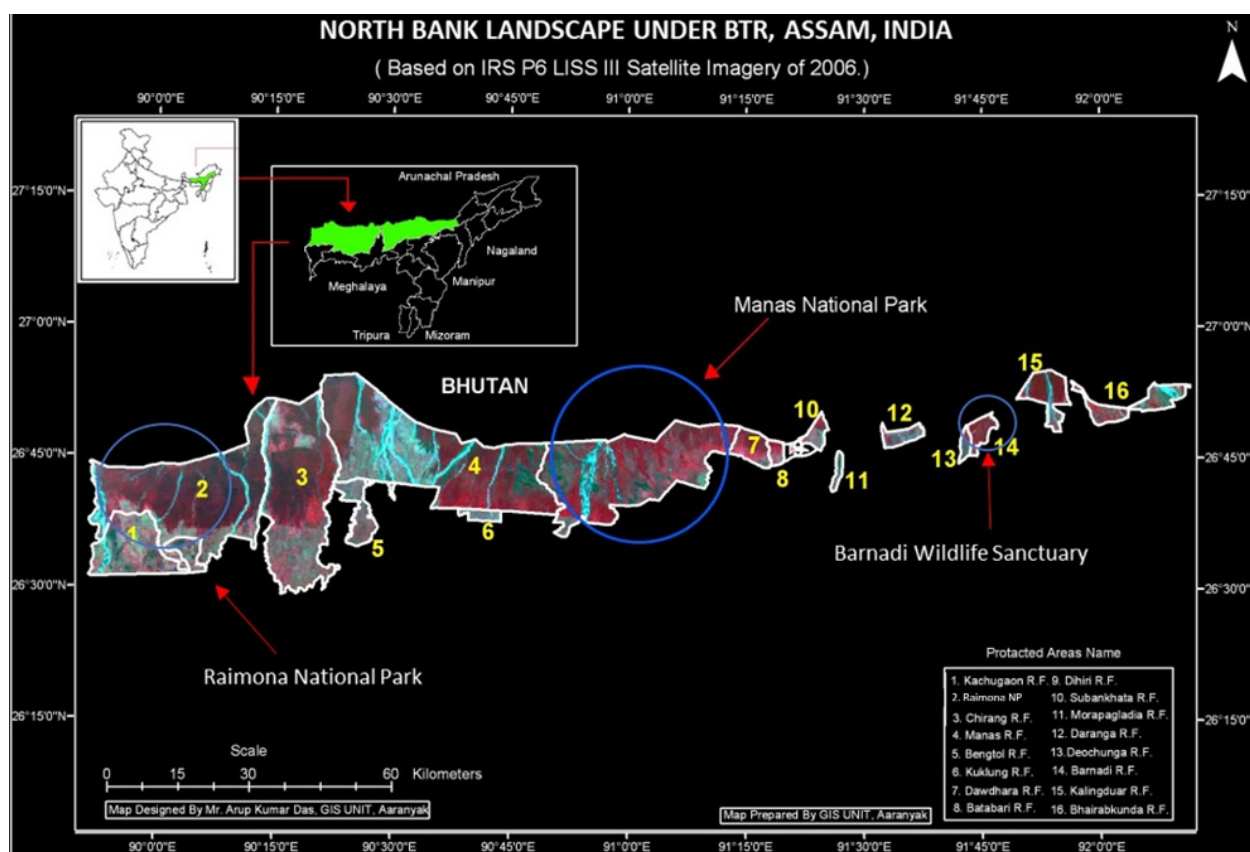 NORTH BANK LANDSCAPE UNDER BTR, ASSAM, INDIA
( Based on IRS P6 LISS III Satellite Imagery of 2006.)
N
90°0'0"E 90°15'0"E 90°30'0"E 90°45'0"E 91°0'0"E 91°15'0"E 91°30'0"E 91°45'0"E 92°0'0"E
Arunachal Pradesh
27°15'0"N 27°15'0"N
Nagaland
Meghalaya Manipur
Tripura Mizoram
Manas National Park
27°0'0"N 27°0'0"N
BHUTAN
15
16
10
12
26°45'0"N 26°45'0"N
7
8
14
13
11
4
3
2
1
6
5
Barnadi Wildlife Sanctuary
26°30'0"N 26°30'0"N
Raimona National Park
26°15'0"N 26°15'0"N
Protacted Areas Name
1. Kachugaon R.F. 9. Dihiri R.F.
2. Raimona NP 10. Subankhata R.F.
3. Chirang R.F. 11. Morapagladia R.F.
4. Manas R.F. 12. Daranga R.F.
5. Bengtol R.F. 13. Deochunga R.F.
6. Kuklung R.F. 14. Barnadi R.F.
7. Dawdhara R.F. 15. Kalingduar R.F.
8. Batabari R.F. 16. Bhairabkunda R.F.
Scale
0 15 30 45 60 Kilometers
Map Designed By Mr. Arup Kumar Das, GIS UNIT, Aaranyak
Map Prepared By GIS UNIT, Aaranyak
90°0'0"E 90°15'0"E 90°30'0"E 90°45'0"E 91°0'0"E 91°15'0"E 91°30'0"E 91°45'0"E 92°0'0"E